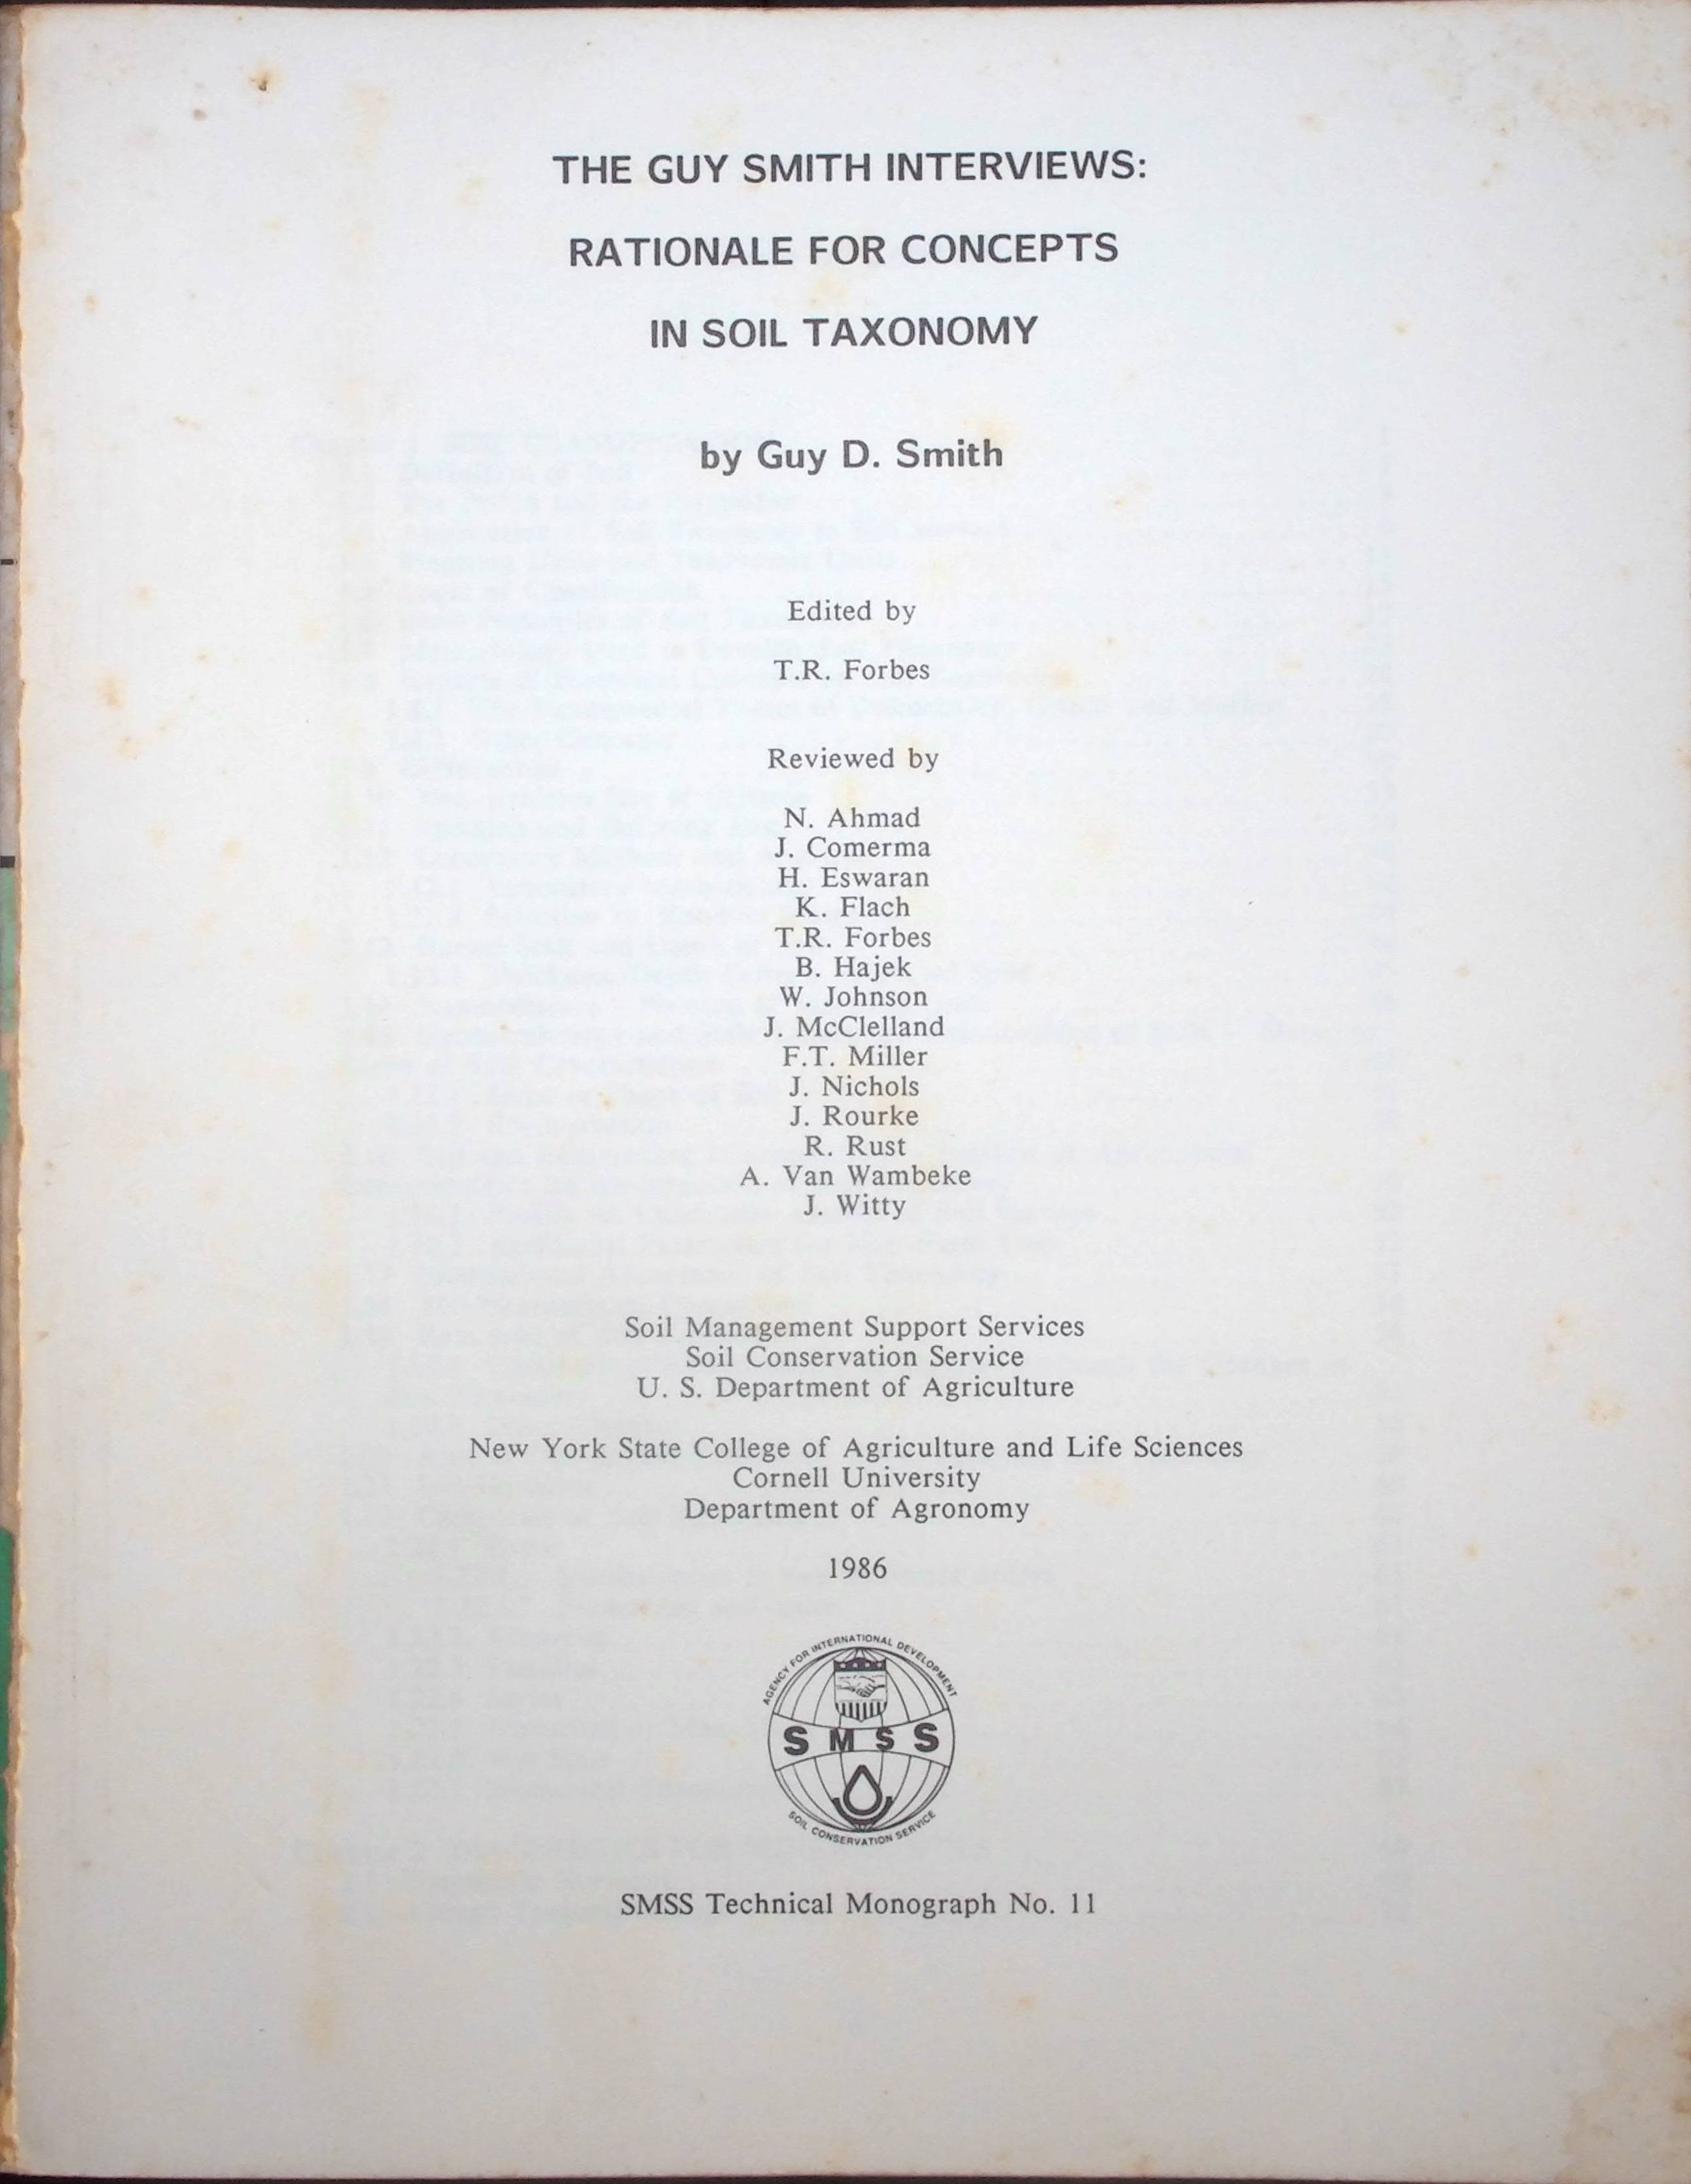 THE GUY SMITH INTERVIEWS:
RATIONALE FOR CONCEPTS
IN SOIL TAXONOMY
by Guy D. Smith
Edited by
T.R. Forbes
Reviewed by
N. Ahmad
J. Comerma
H. Eswaran
K. Flach
T.R. Forbes
B. Hajek
W. Johnson
J. McClelland
F.T. Miller
J. Nichols
J. Rourke
R. Rust
A. Van Wambeke
J. Witty
Soil Management Support Services
Soil Conservation Service
U. S. Department of Agriculture
New York State College of Agriculture and Life Sciences
Cornell University
Department of Agronomy
1986
AGENCY FOR INTERNATIONAL DEVELOPMENT
S M S S
SOIL CONSERVATION SERVICE
SMSS Technical Monograph No. 11